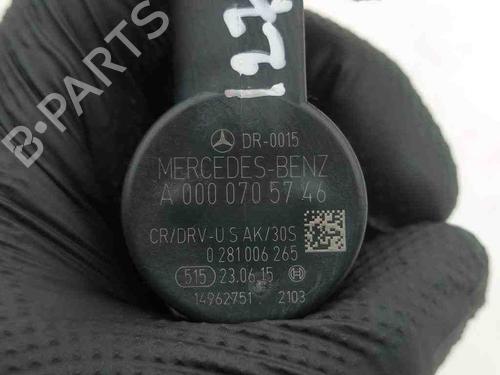 127
DR-0015
MERCEDES-BENZ
A 000 070 57 46
CR/DRV-U S AK/30S
0 281 006 265
515 23.06.15
14962751 2103
B-PARTS